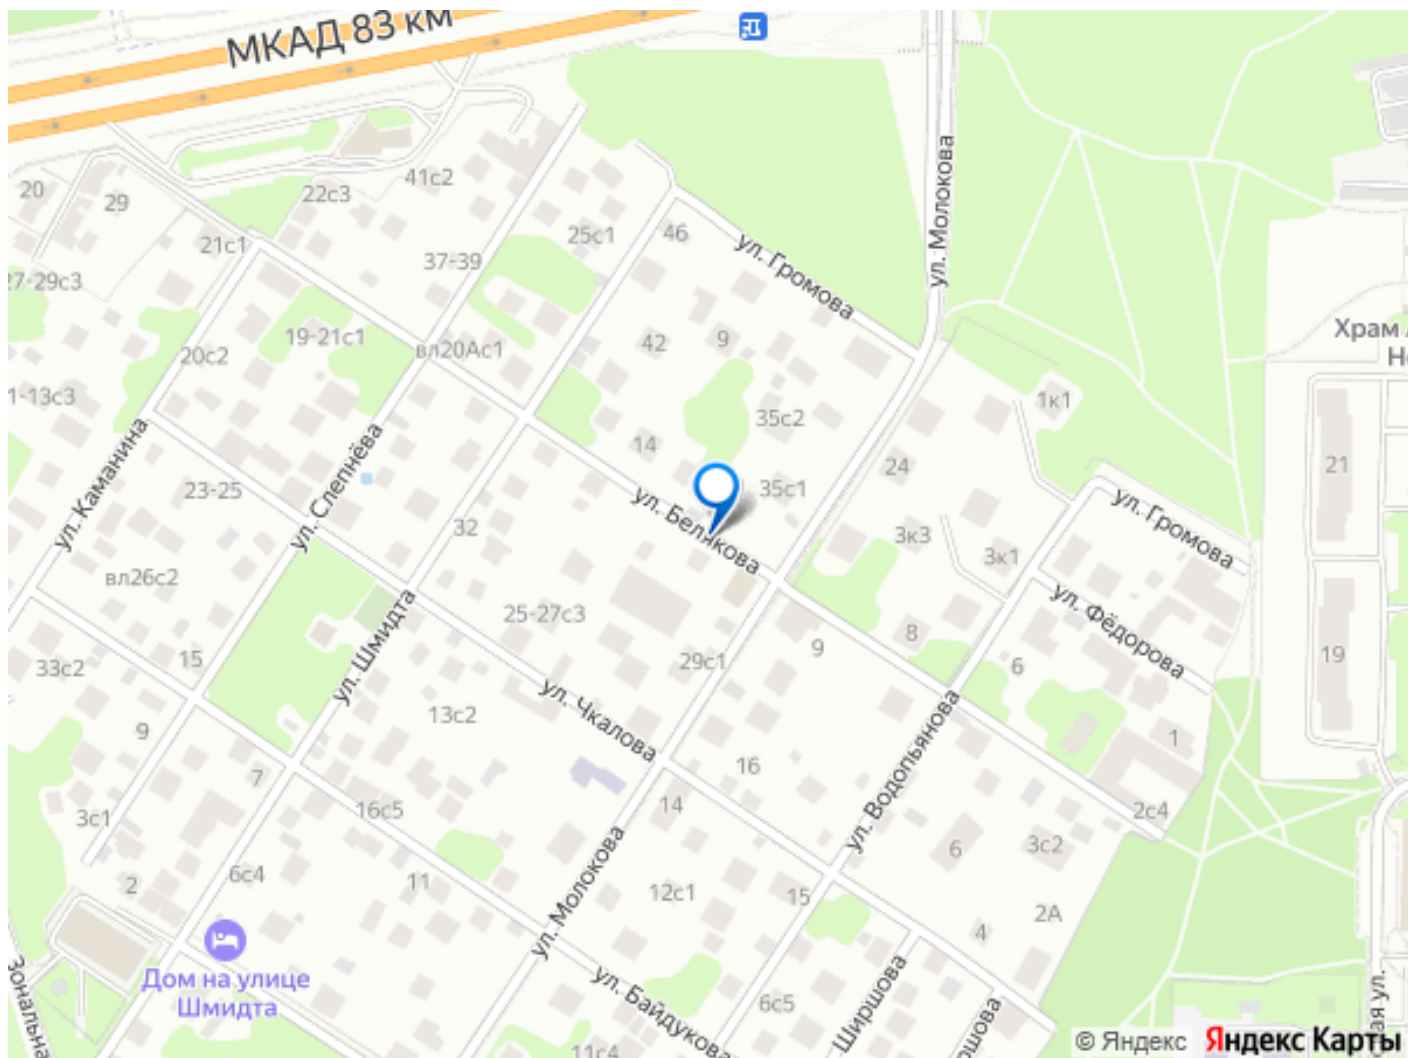 МКАД 83 км
20
29
22с3
41с2
21с1
25с1
46
ул. Громова
ул. Молокова
27-29с3
37-39
19-21с1
20с2
вл20Ас1
42
9
Храм
1-13с3
1к1
35с2
ул. Каманина
ул. Слепнёва
14
24
21
23-25
35с1
ул. Белякова
ул. Громова
32
3к3
3к1
вл26с2
25-27с3
ул. Фёдорова
ул. Шмидта
8
9
33с2
15
29с1
6
19
13с2
ул. Чкалова
ул. Водопьянова
9
1
7
16
3с1
16с5
14
2с4
6
3с2
2
6с4
11
ул. Молокова
12с1
15
2А
4
Дом на улице
Шмидта
Зональна
ул. Байдукова
6с5
Ширшова
ршова
ая ул.
11с4
© Яндекс Яндекс Карты